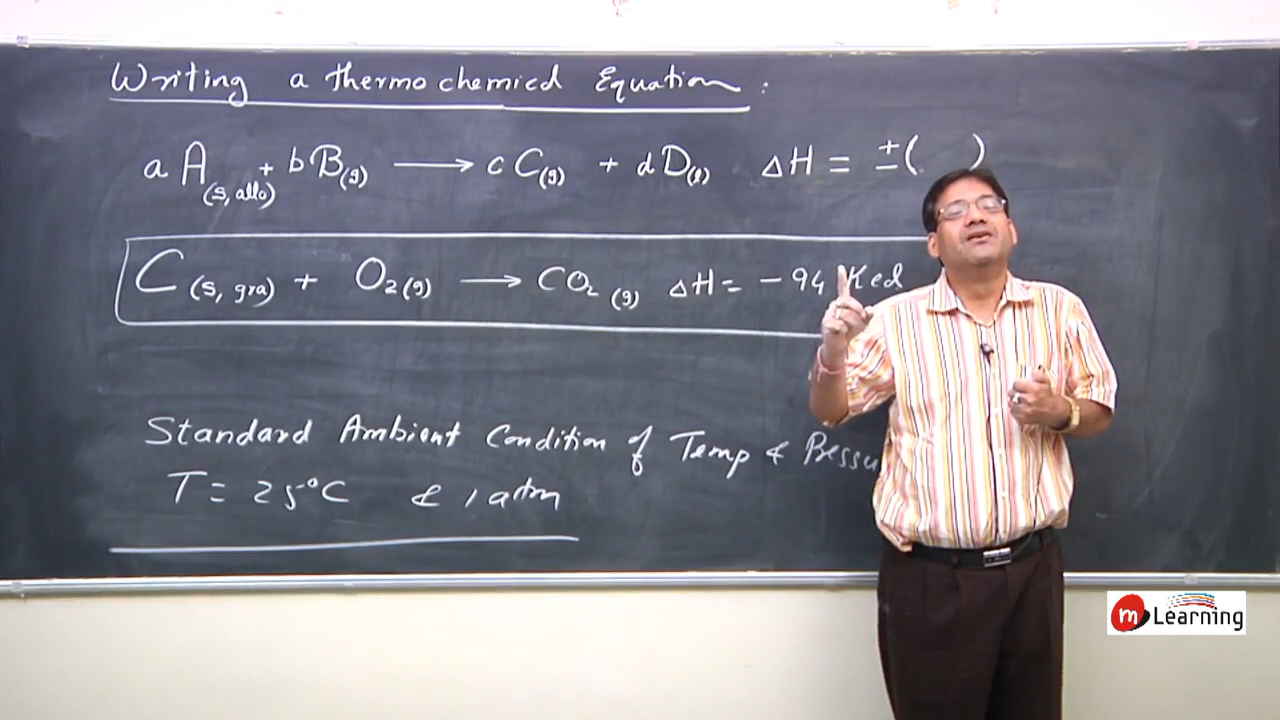 Writing a thermochemical Equation :
a A(s, allo) + b B(g) ⟶ c C(g) + d D(l) ΔH = ±( )
C(s, gra) + O2(g) ⟶ CO2(g) ΔH = -94 Kcal
Standard Ambient Condition of Temp &
T = 25°C & 1 atm
m Learning